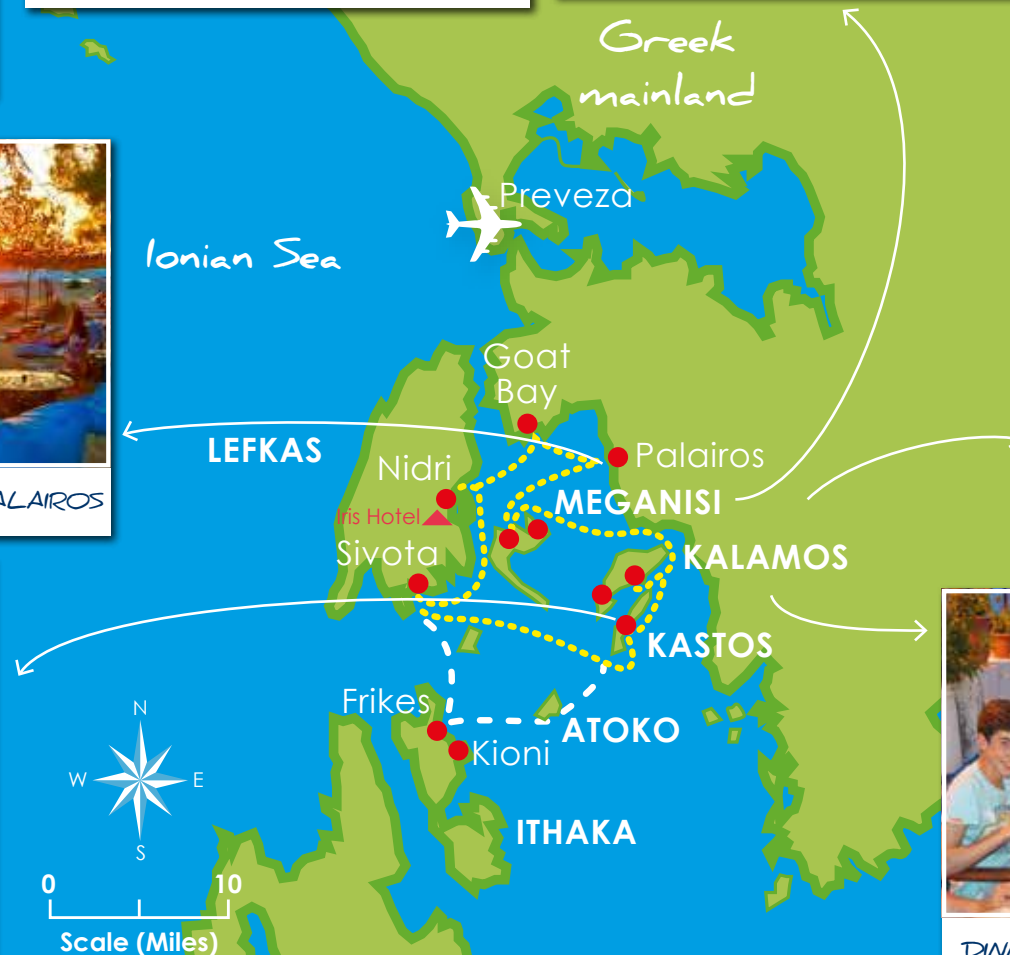 Greek
mainland
Preveza
Ionian Sea
Goat
Bay
LEFKAS
Palairos
Nidri
MEGANISI
ALAIROS
Iris Hotel
Sivota
KALAMOS
KASTOS
Frikes
N
ATOKO
Kioni
W
E
ITHAKA
S
0
10
Scale (Miles)